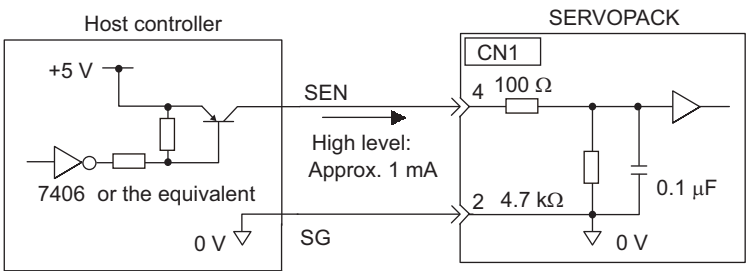 Host controller
SERVOPACK
+5 V
CN1
SEN
4
100 Ω
High level:
Approx. 1 mA
7406 or the equivalent
0.1 μF
2
4.7 kΩ
0 V
SG
0 V